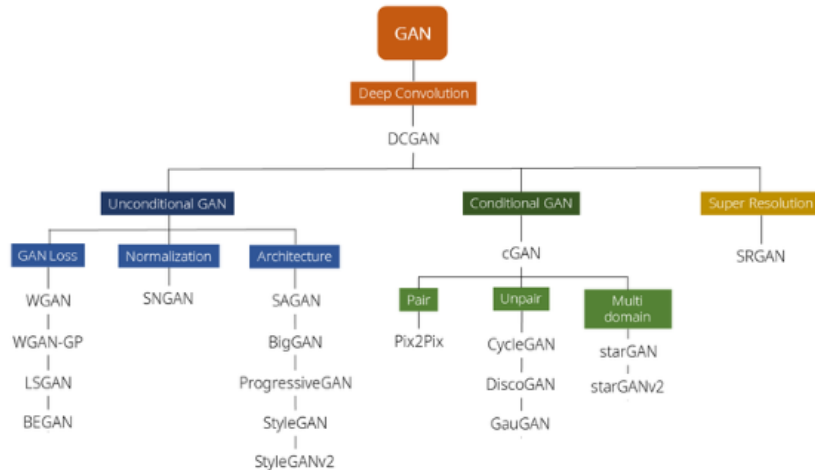 GAN
Deep Convolution
DCGAN
Unconditional GAN
Conditional GAN
Super Resolution
GAN Loss
Normalization
Architecture
cGAN
SRGAN
WGAN
SNGAN
SAGAN
Pair
Unpair
Multi
domain
WGAN-GP
BigGAN
Pix2Pix
CycleGAN
starGAN
LSGAN
ProgressiveGAN
DiscoGAN
starGANv2
BEGAN
StyleGAN
GauGAN
StyleGANv2